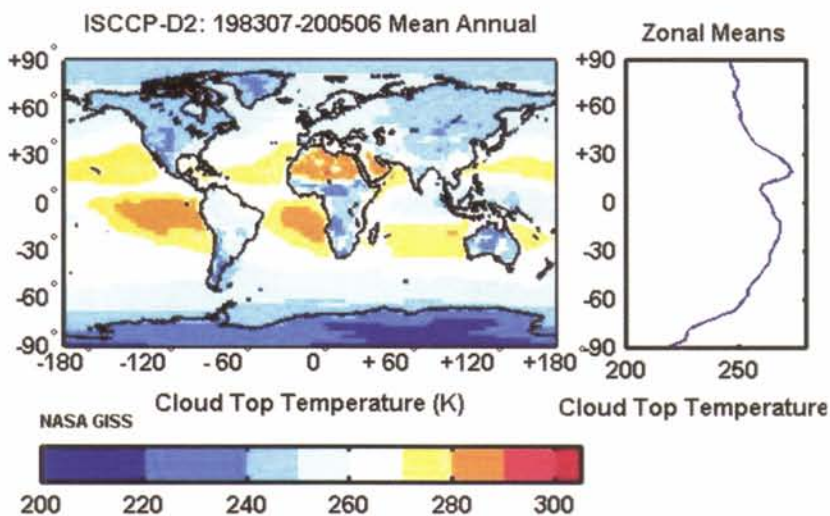 ISCCP-D2: 198307-200506 Mean Annual
Zonal Means
+90°
+60°
+30°
0°
-30°
-60°
-90°
-180° -120° -60° 0° +60° +120° +180°
+90
+60
+30
0
-30
-60
-90
200 250
Cloud Top Temperature (K)
Cloud Top Temperature
NASA GISS
200 220 240 260 280 300